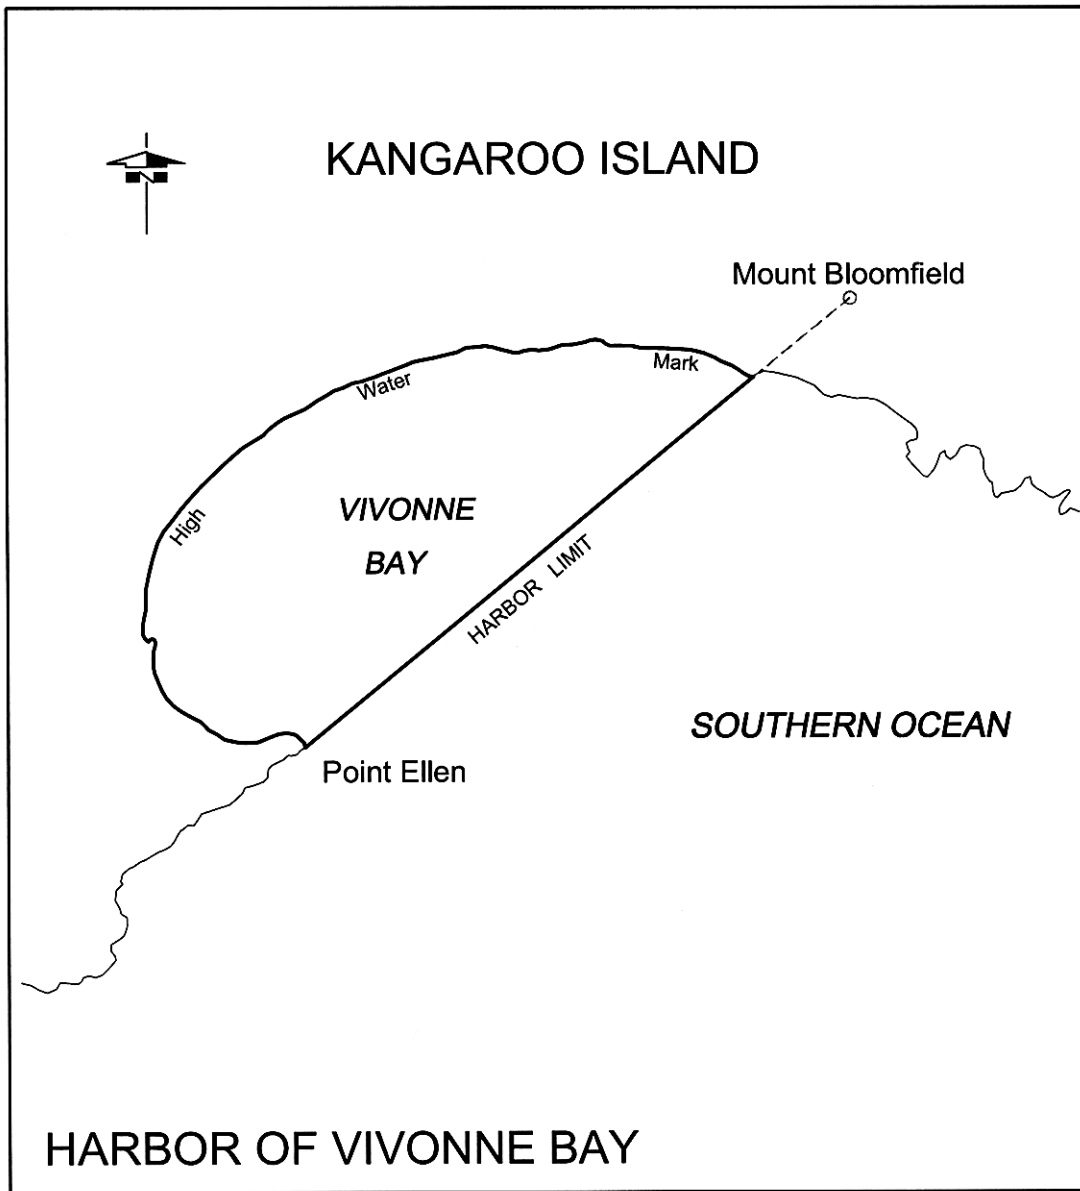 KANGAROO ISLAND
N
Mount Bloomfield
Mark
Water
High
VIVONNE
BAY
HARBOR LIMIT
SOUTHERN OCEAN
Point Ellen
HARBOR OF VIVONNE BAY